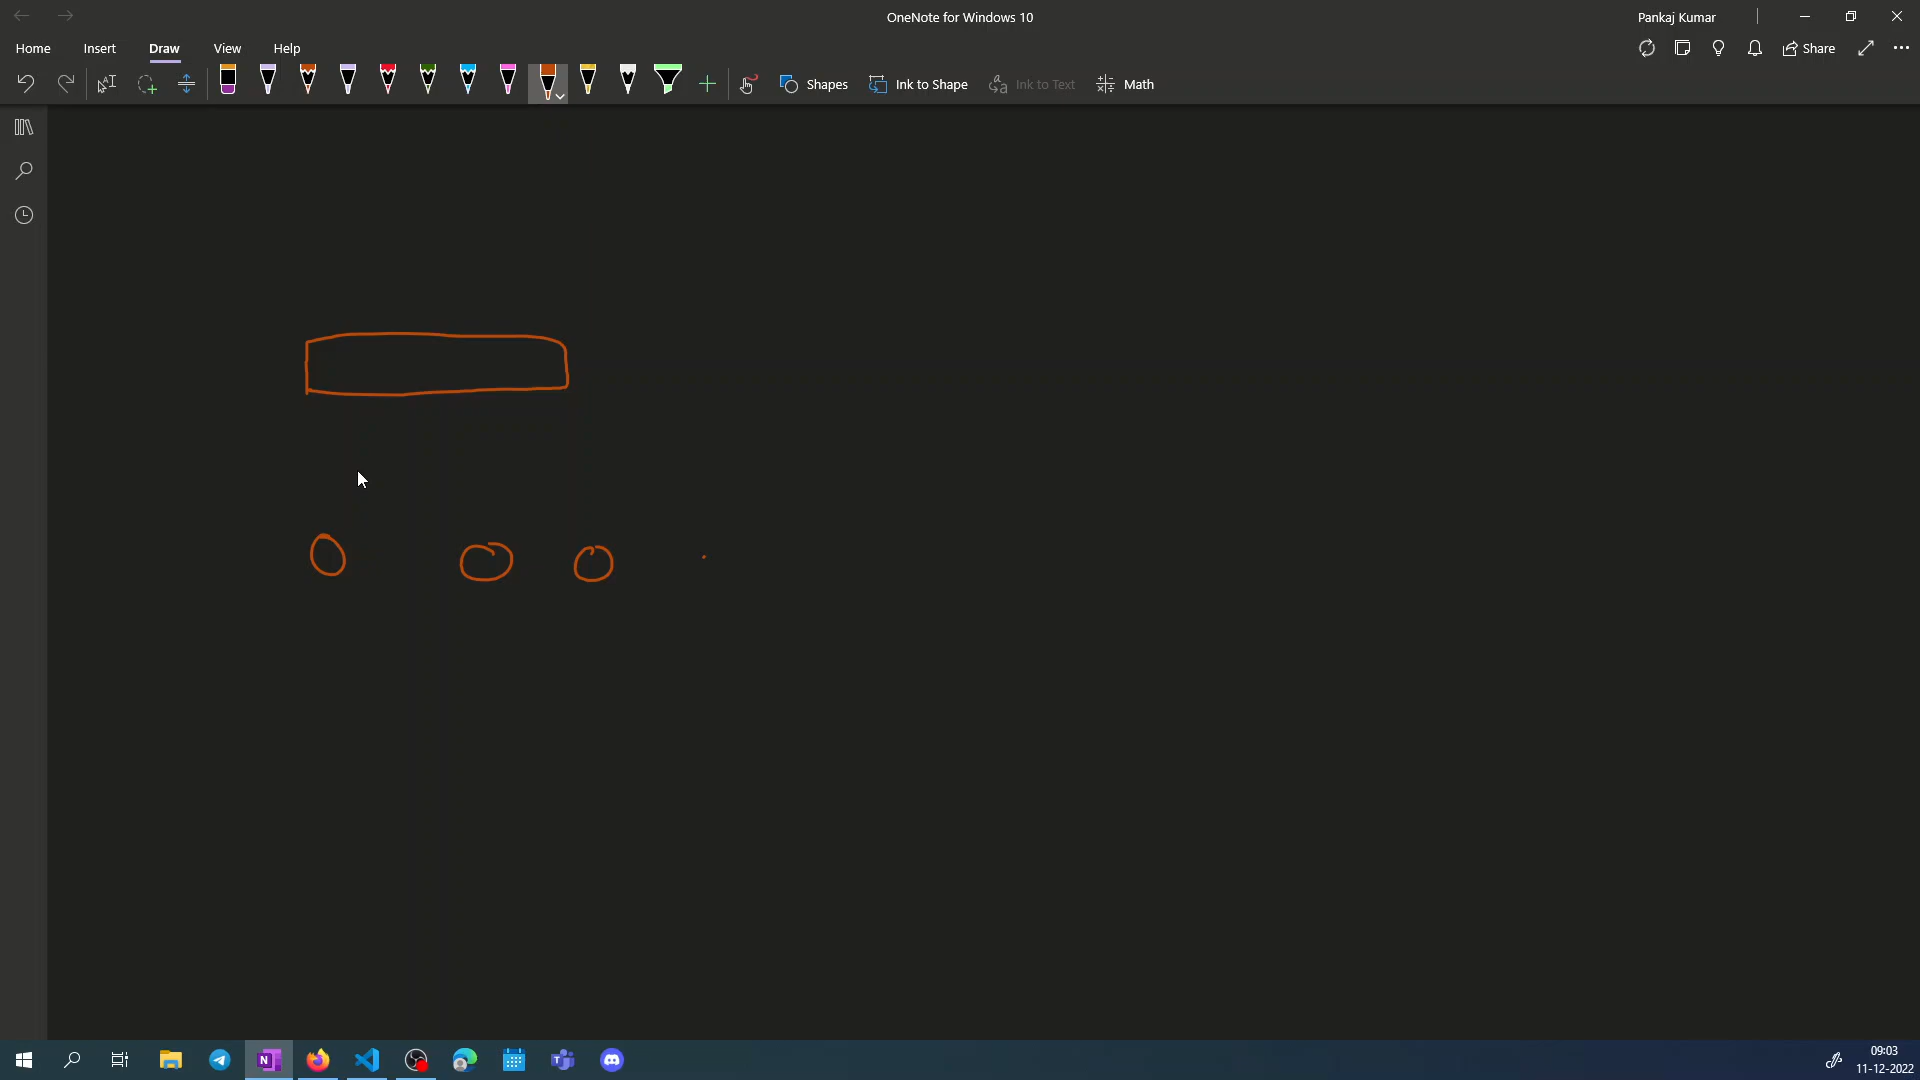 OneNote for Windows 10
Pankaj Kumar
Home Insert Draw View Help
Share
Shapes Ink to Shape Ink to Text Math
09:03
11-12-2022